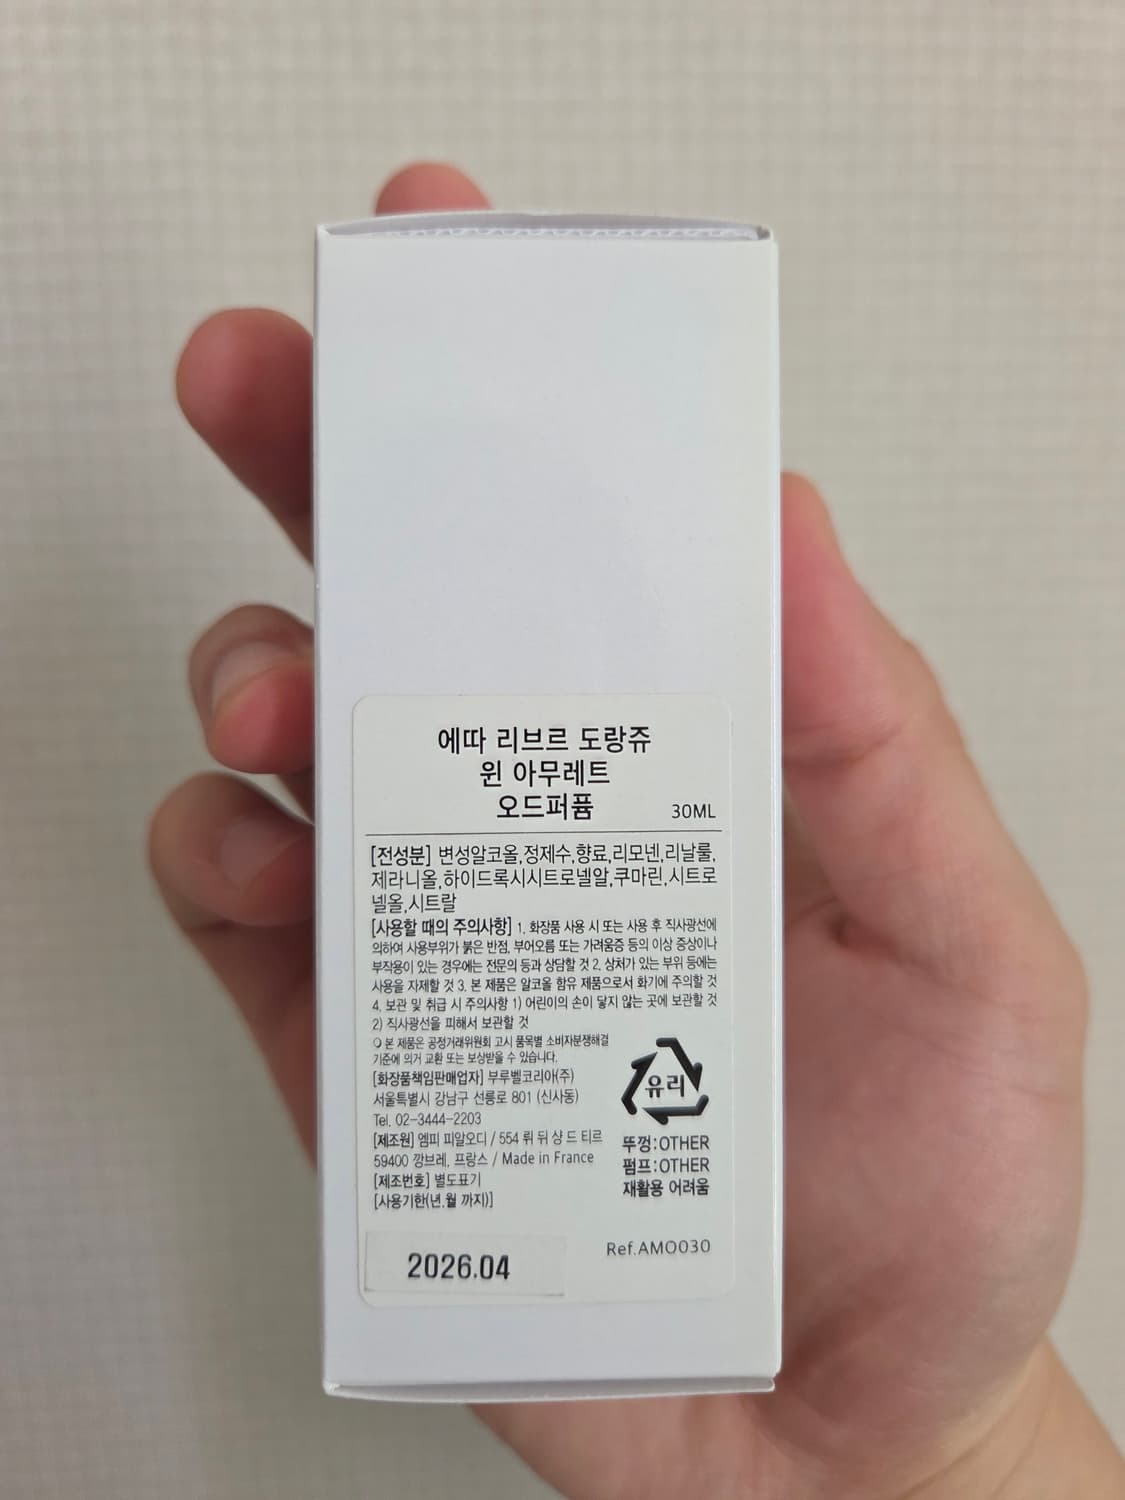 에따 리브르 도랑쥬
윈 아무레트
오드퍼퓸
30ML
[전성분] 변성알코올,정제수,향료,리모넨,리날룰,
제라니올,하이드록시시트로넬알,쿠마린,시트로
넬올,시트랄
[사용할 때의 주의사항] 1. 화장품 사용 시 또는 사용 후 직사광선에
의하여 사용부위가 붉은 반점, 부어오름 또는 가려움증 등의 이상 증상이나
부작용이 있는 경우에는 전문의 등과 상담할 것 2. 상처가 있는 부위 등에는
사용을 자제할 것 3. 본 제품은 알코올 함유 제품으로서 화기에 주의할 것
4. 보관 및 취급 시 주의사항 1) 어린이의 손이 닿지 않는 곳에 보관할 것
2) 직사광선을 피해서 보관할 것
❍ 본 제품은 공정거래위원회 고시 품목별 소비자분쟁해결
기준에 의거 교환 또는 보상받을 수 있습니다.
[화장품책임판매업자] 부루벨코리아(주)
서울특별시 강남구 선릉로 801 (신사동)
Tel. 02-3444-2203
[제조원] 엠피 피알오디 / 554 뤼 뒤 샹 드 티르
59400 깡브레, 프랑스 / Made in France
[제조번호] 별도표기
[사용기한(년.월 까지)]
유리
뚜껑:OTHER
펌프:OTHER
재활용 어려움
2026.04
Ref.AMO030